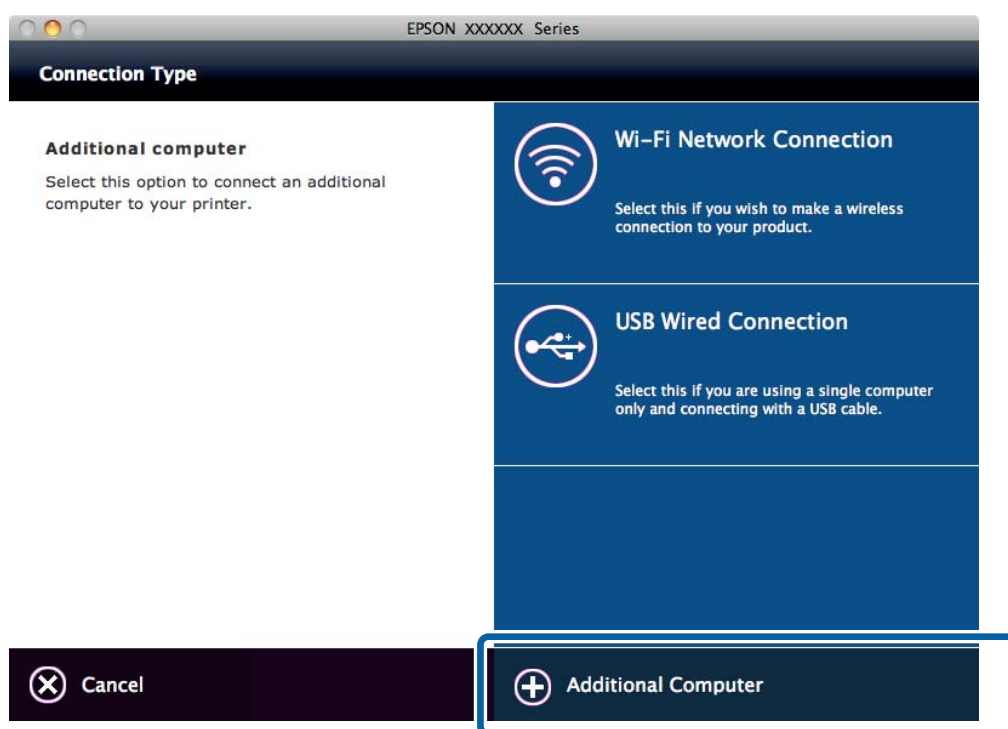 EPSON XXXXXX Series
Connection Type
Additional computer
Select this option to connect an additional
computer to your printer.
Wi-Fi Network Connection
Select this if you wish to make a wireless
connection to your product.
USB Wired Connection
Select this if you are using a single computer
only and connecting with a USB cable.
Cancel
Additional Computer